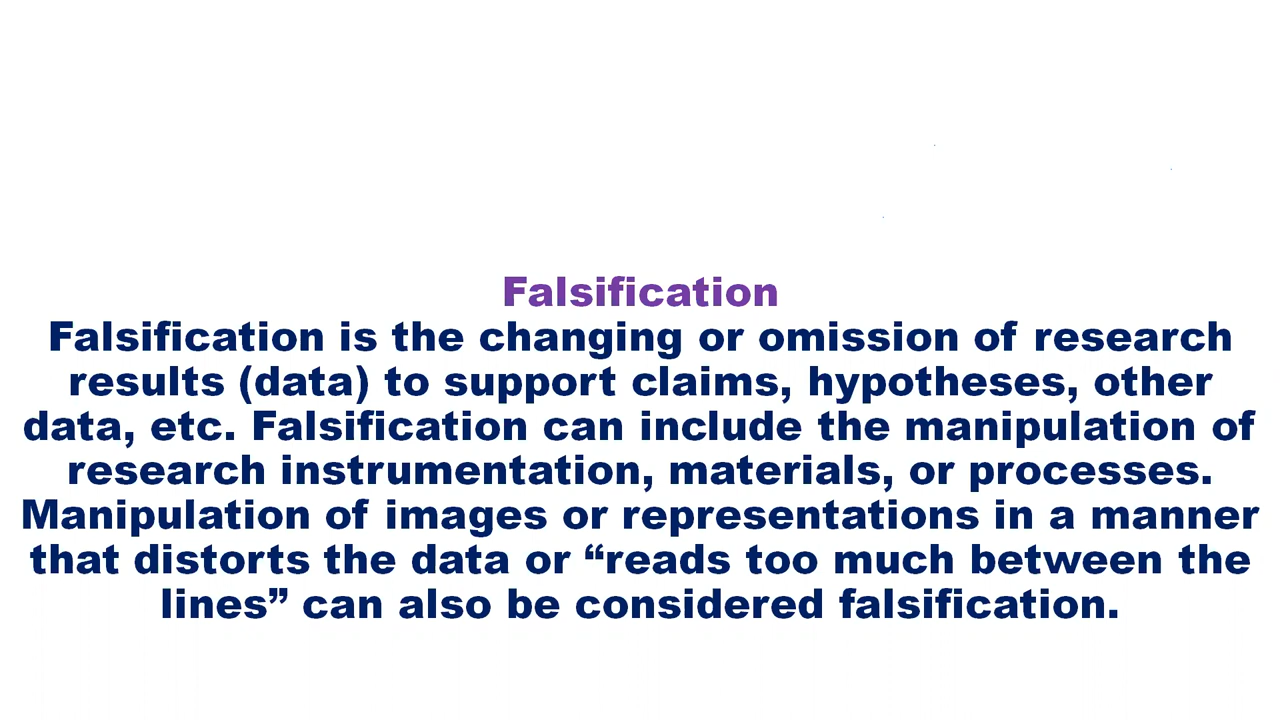 Falsification
Falsification is the changing or omission of research
results (data) to support claims, hypotheses, other
data, etc. Falsification can include the manipulation of
research instrumentation, materials, or processes.
Manipulation of images or representations in a manner
that distorts the data or “reads too much between the
lines” can also be considered falsification.